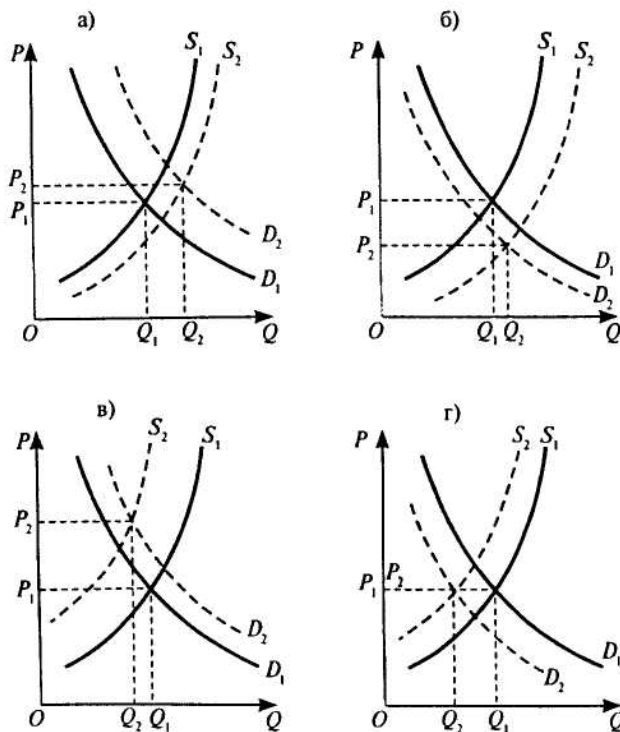 а)
P
S₁
S₂
P₂
P₁
D₂
D₁
O
Q₁
Q₂
Q
б)
P
S₁
S₂
P₁
P₂
D₁
D₂
O
Q₁
Q₂
Q
в)
P
S₂
S₁
P₂
P₁
D₂
D₁
O
Q₂
Q₁
Q
г)
P
S₂
S₁
P₁
P₂
D₁
D₂
O
Q₂
Q₁
Q